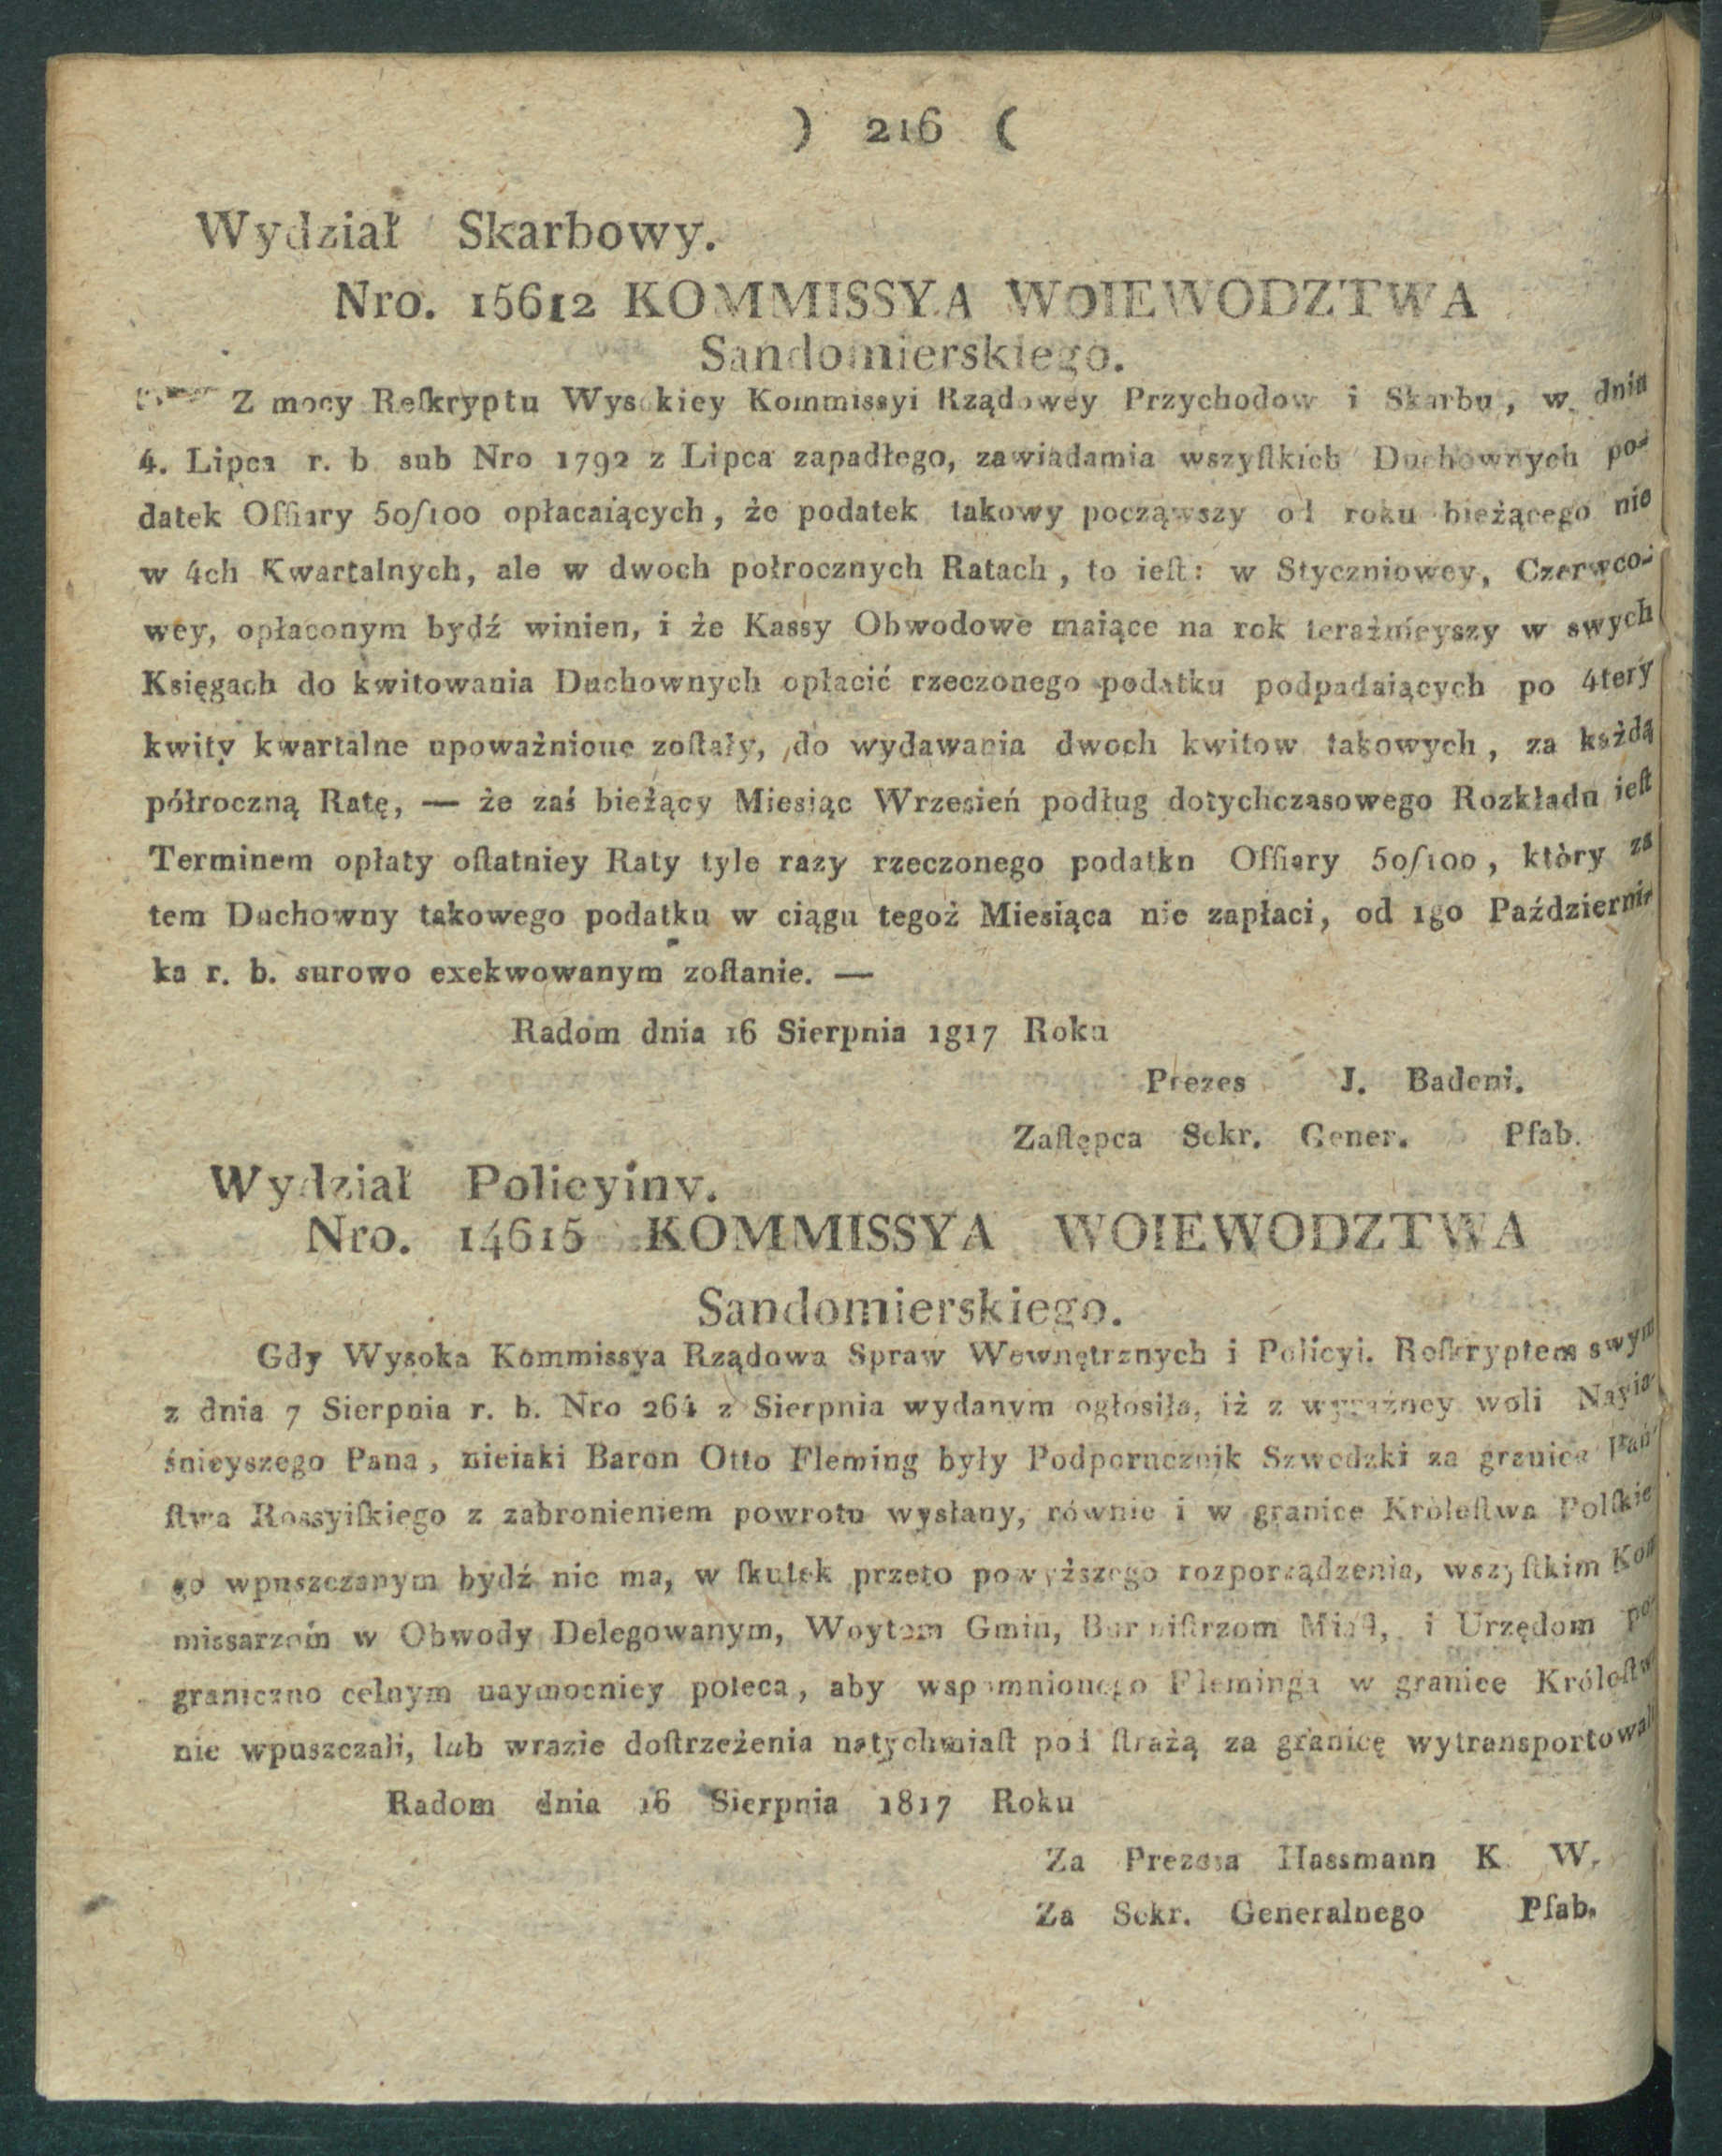 ) 216 (
Wydział Skarbowy.
Nro. 15612 KOMMISSYA WOIEWODZTWA
Sandomierskiego.
Z mocy Reſkryptu Wysokiey Kommissyi Rządowey Przychodow i Skarbu, w dniu
4. Lipca r. b sub Nro 1792 z Lipca zapadłego, zawiadamia wszyſtkich Duchownych po-
datek Offiary 50/100 opłacaiących, że podatek takowy począwszy od roku bieżącego nie
w 4ch Kwartalnych, ale w dwoch połrocznych Ratach, to ieſt: w Styczniowey, Czerwco-
wey, opłaconym bydź winien, i że Kassy Obwodowe maiące na rok teraźnieyszy w swych
Księgach do kwitowania Duchownych opłacić rzeczonego podatku podpadaiących po 4tery
kwity kwartalne upoważnione zoſtały, do wydawania dwoch kwitow takowych, za każdą
półroczną Ratę, — że zaś bieżący Miesiąc Wrzesień podług dotychczasowego Rozkładu ieſt
Terminem opłaty oſtatniey Raty tyle razy rzeczonego podatkn Offiary 50/100, ktòry za
tem Duchowny takowego podatku w ciągu tegoż Miesiąca nie zapłaci, od 1go Październi-
ka r. b. surowo exekwowanym zoſtanie. —
Radom dnia 16 Sierpnia 1817 Roku
Prezes J. Badeni.
Zaſtępca Sekr. Gener. Pſab.
Wydział Policyiny.
Nro. 14615 KOMMISSYA WOIEWODZTWA
Sandomierskiego.
Gdy Wysoka Kommissya Rządowa Spraw Wewnętrznych i Policyi. Reſkryptem swym
z dnia 7 Sierpnia r. b. Nro 264 z Sierpnia wydanym ogłosiła, iż z wyraźney woli Nayia-
śnieyszego Pana, nieiaki Baron Otto Fleming były Podporucznik Szwedzki za granice Pań-
ſtwa Rossyiſkiego z zabronieniem powrotu wysłany, równie i w granice Kròleſtwa Polſkie
go wpuszczanym bydź nie ma, w ſkutek przeto powyższego rozporządzenia, wszyſtkim Kom
missarzom w Obwody Delegowanym, Woytom Gmin, Burmiſtrzom Miaſt, i Urzędom po-
graniczno celnym naymocniey poleca, aby wspomnionego Fleminga w granice Króleſtw
nie wpuszczali, lub wrazie doſtrzeżenia natychmiaſt pod ſtrażą za granicę wytransportowali
Radom dnia 16 Sierpnia 1817 Roku
Za Prezesa Hassmann K. W.
Za Sekr. Generalnego Pſab.